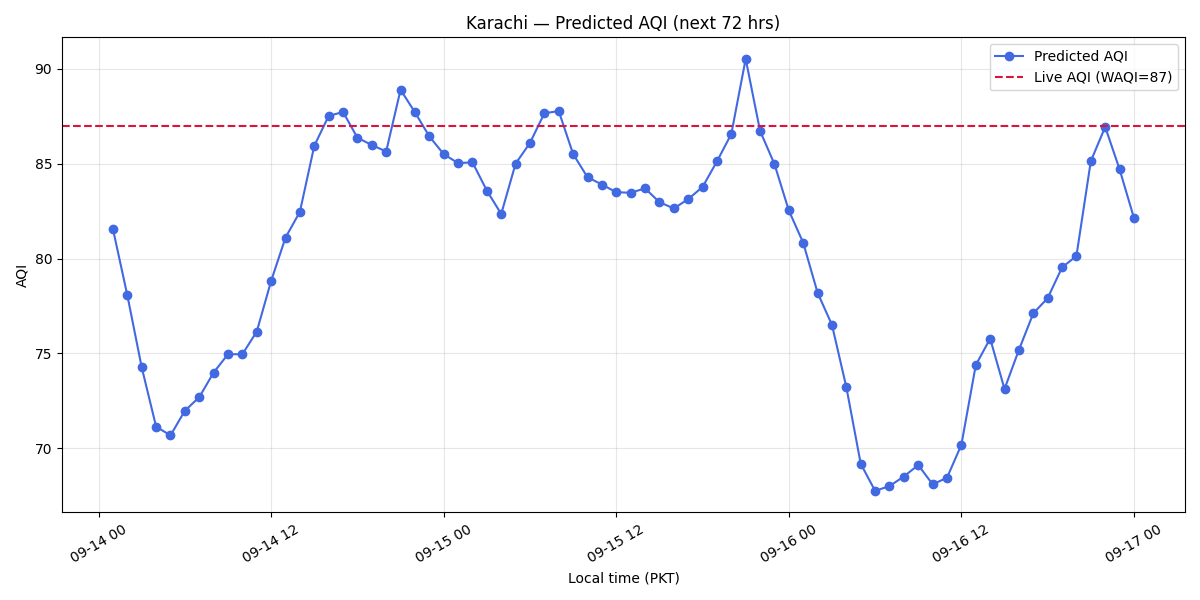 Karachi — Predicted AQI (next 72 hrs)
Predicted AQI
Live AQI (WAQI=87)
AQI
90
85
80
75
70
09-14 00
09-14 12
09-15 00
09-15 12
09-16 00
09-16 12
09-17 00
Local time (PKT)